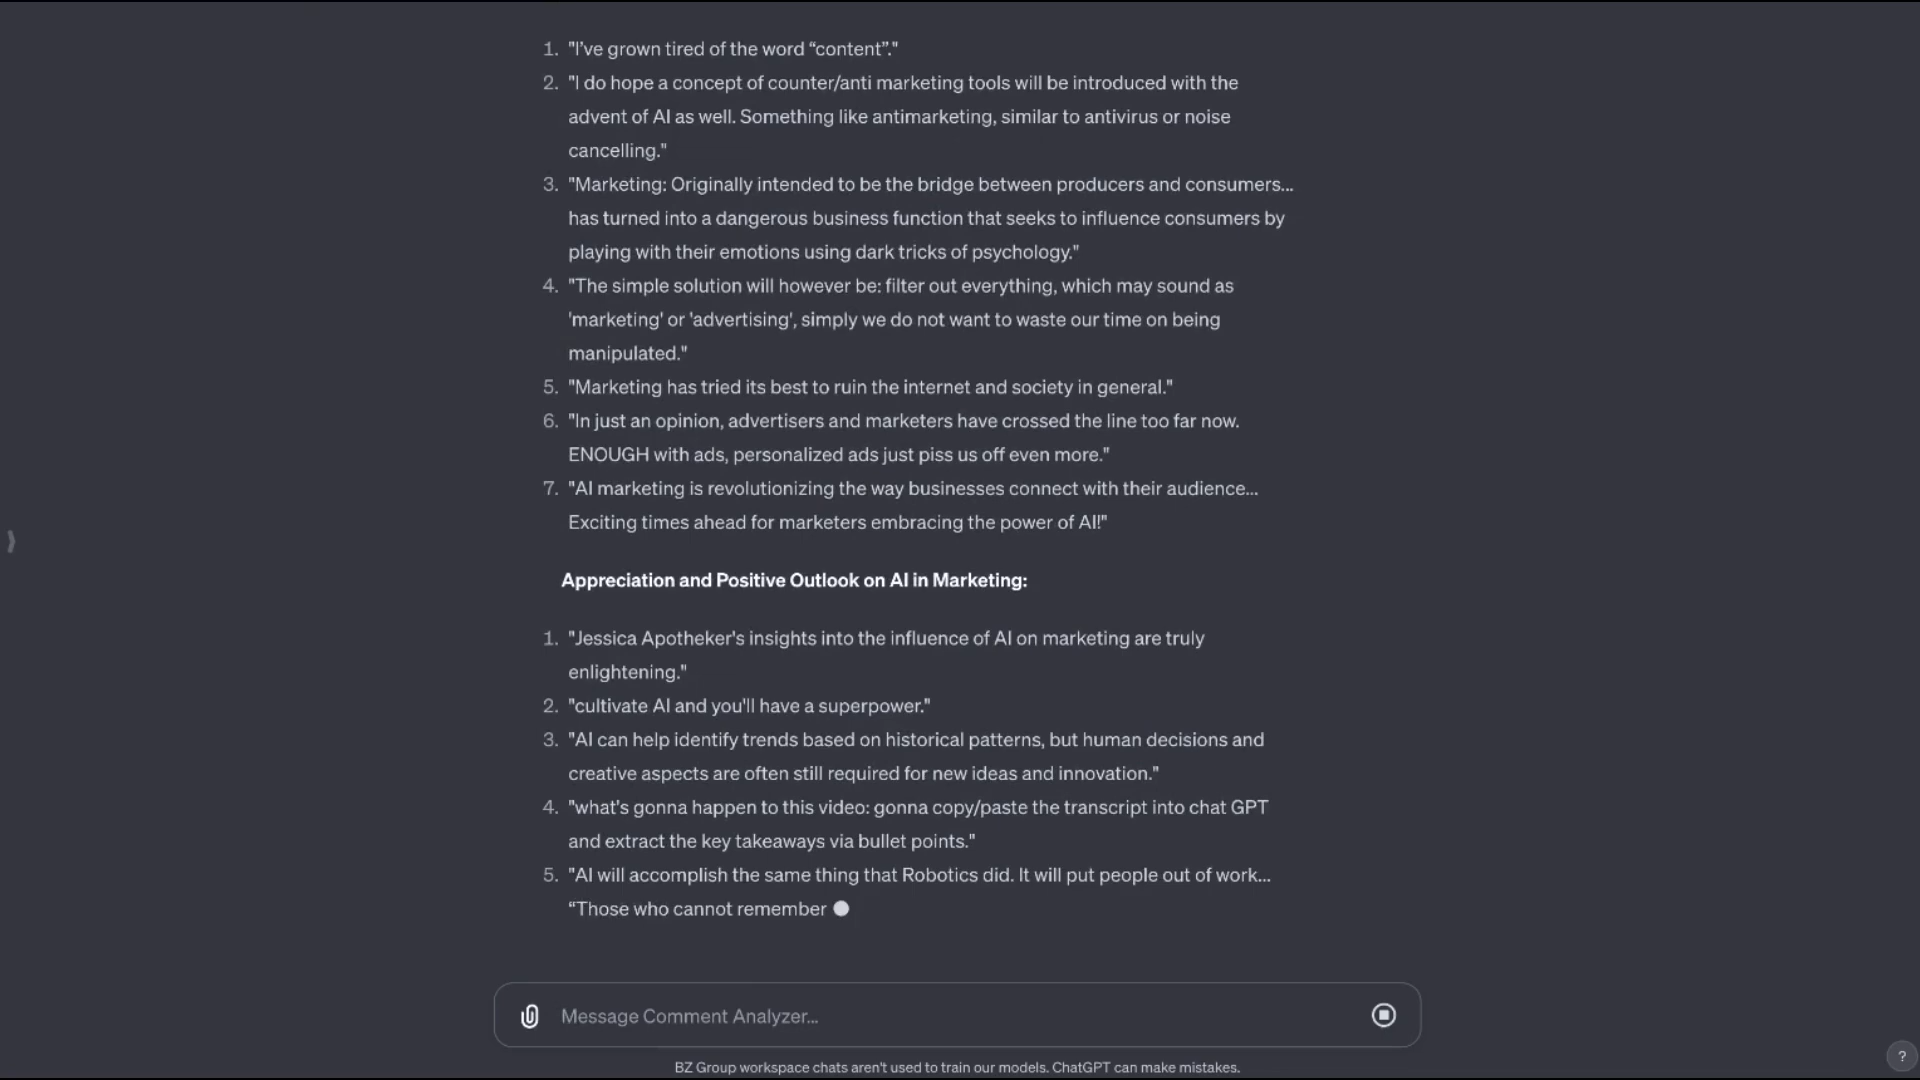 1. "I've grown tired of the word “content”."
2. "I do hope a concept of counter/anti marketing tools will be introduced with the
advent of AI as well. Something like antimarketing, similar to antivirus or noise
cancelling."
3. "Marketing: Originally intended to be the bridge between producers and consumers...
has turned into a dangerous business function that seeks to influence consumers by
playing with their emotions using dark tricks of psychology."
4. "The simple solution will however be: filter out everything, which may sound as
'marketing' or 'advertising', simply we do not want to waste our time on being
manipulated."
5. "Marketing has tried its best to ruin the internet and society in general."
6. "In just an opinion, advertisers and marketers have crossed the line too far now.
ENOUGH with ads, personalized ads just piss us off even more."
7. "AI marketing is revolutionizing the way businesses connect with their audience...
Exciting times ahead for marketers embracing the power of AI!"
Appreciation and Positive Outlook on AI in Marketing:
1. "Jessica Apotheker's insights into the influence of AI on marketing are truly
enlightening."
2. "cultivate AI and you'll have a superpower."
3. "AI can help identify trends based on historical patterns, but human decisions and
creative aspects are often still required for new ideas and innovation."
4. "what's gonna happen to this video: gonna copy/paste the transcript into chat GPT
and extract the key takeaways via bullet points."
5. "AI will accomplish the same thing that Robotics did. It will put people out of work...
“Those who cannot remember
Message Comment Analyzer...
BZ Group workspace chats aren't used to train our models. ChatGPT can make mistakes.
?